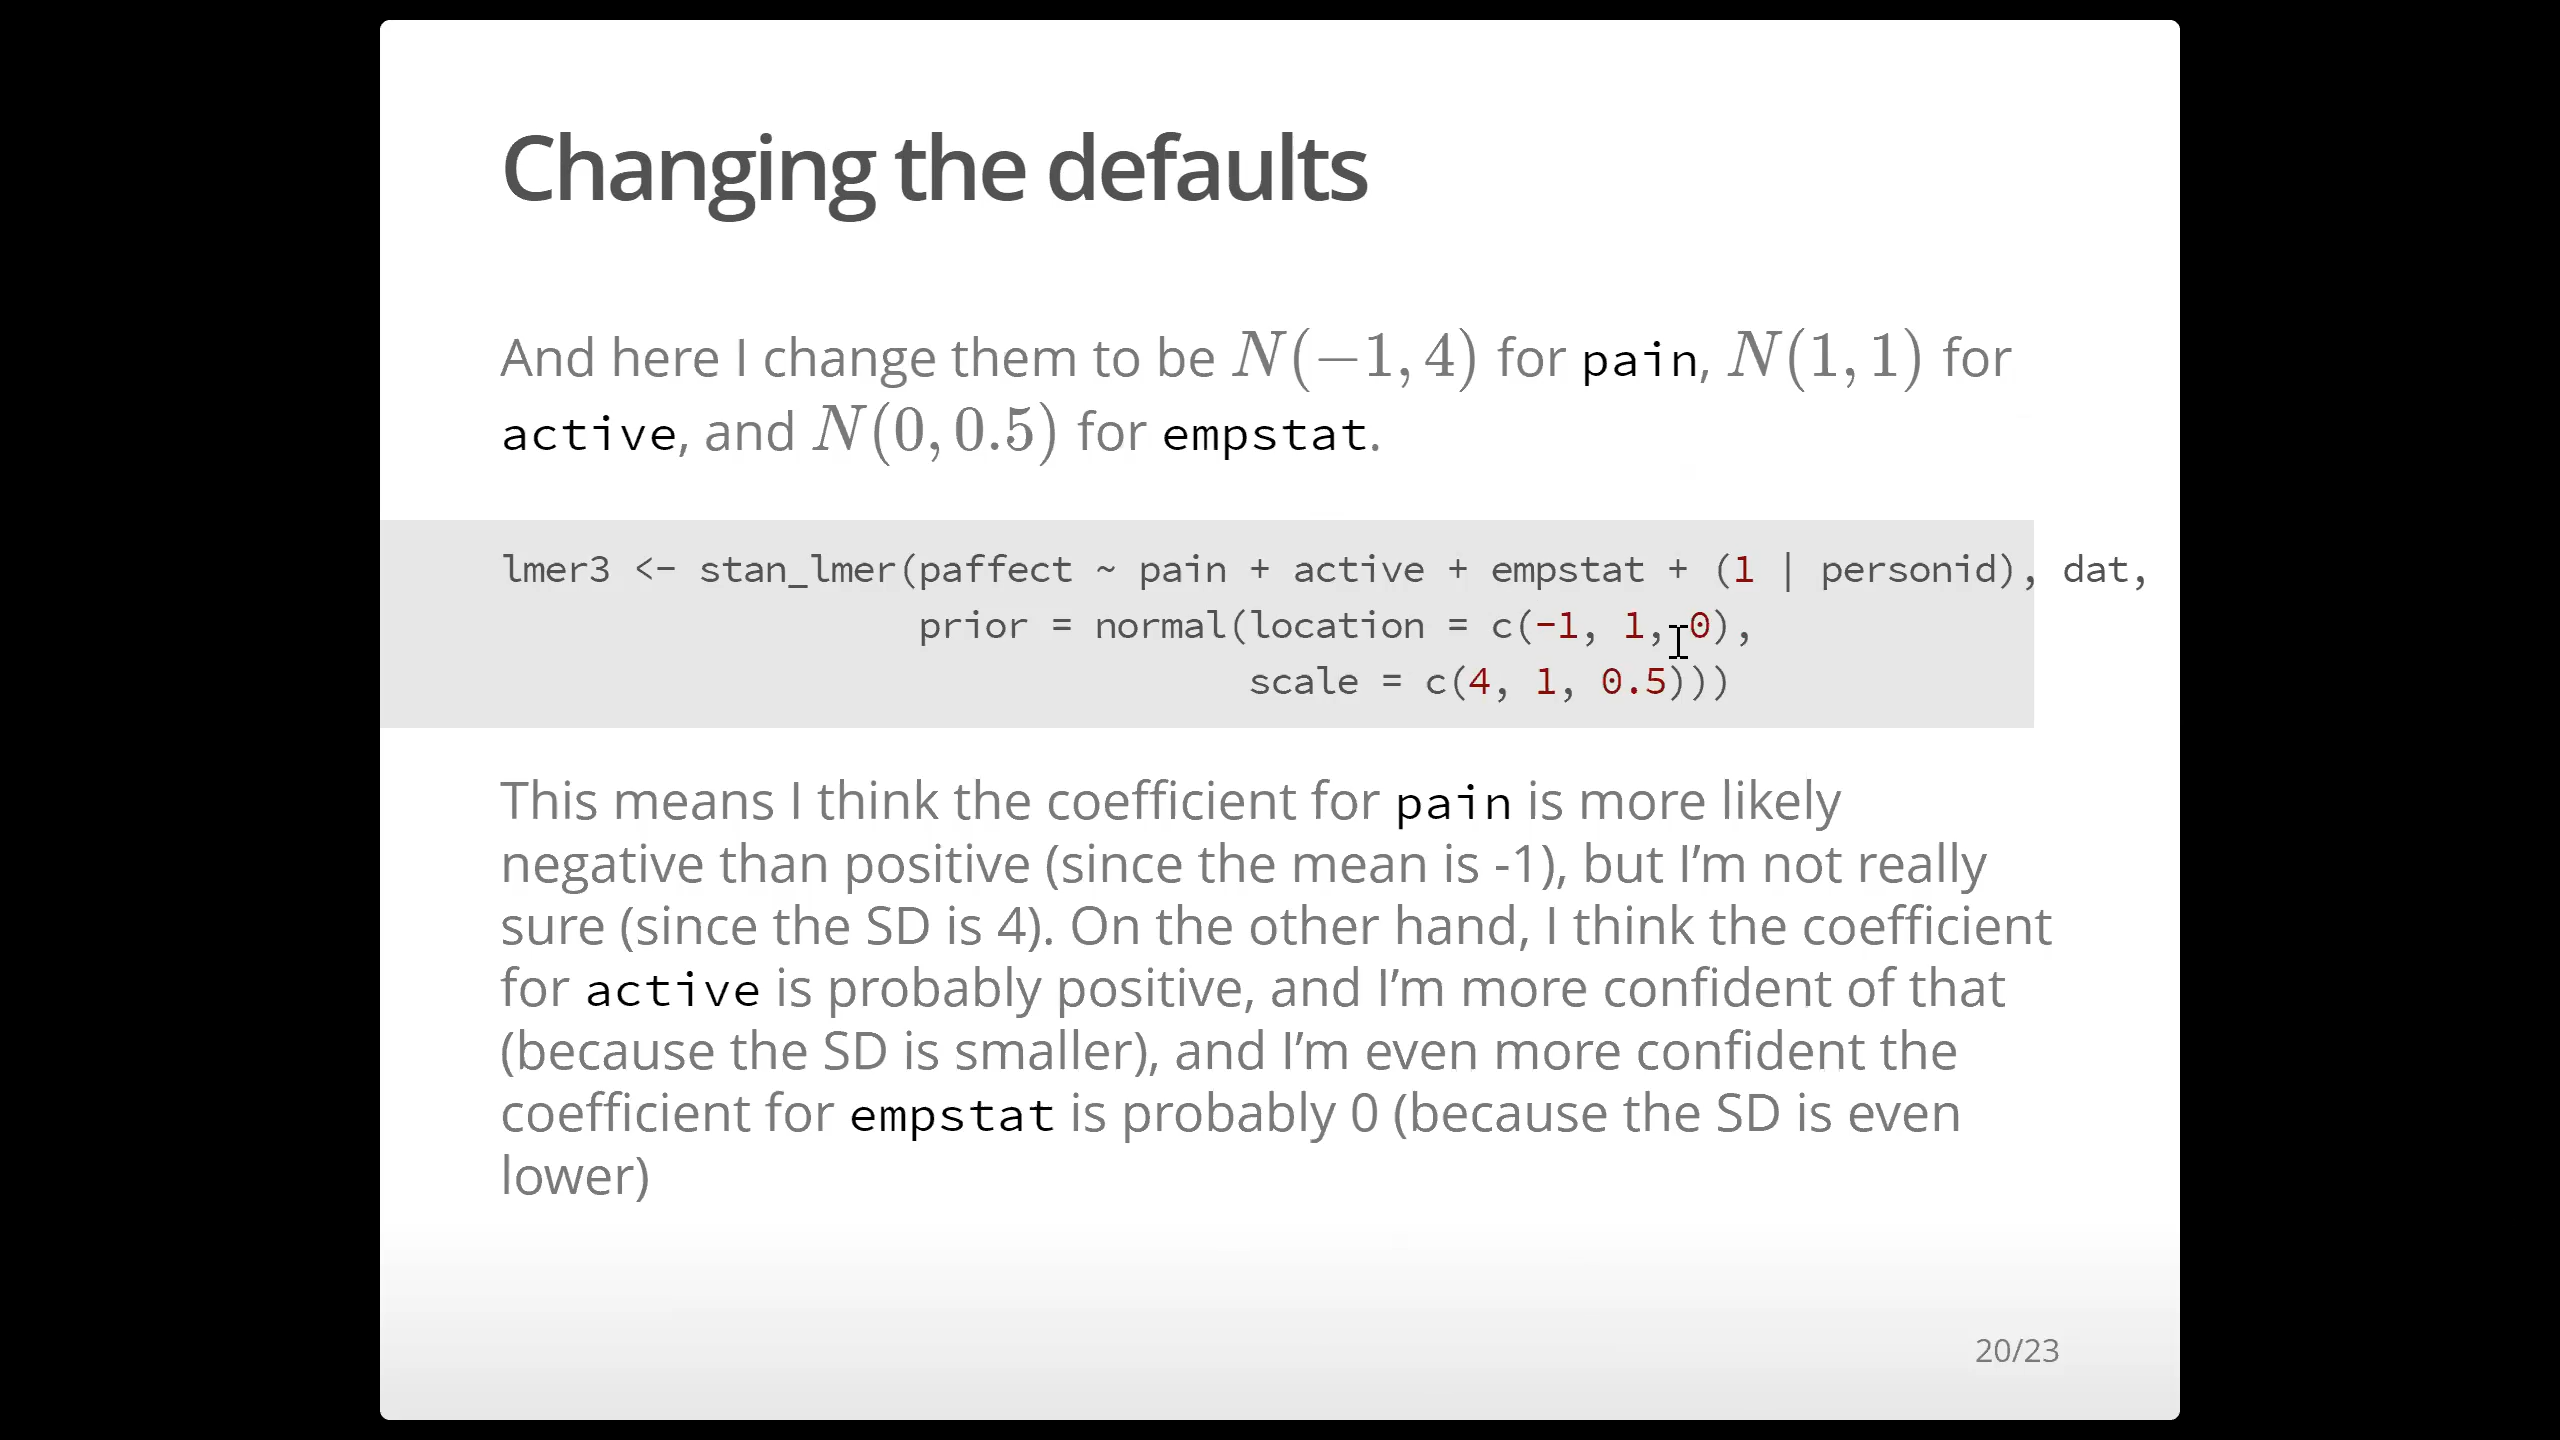 Changing the defaults
And here I change them to be N(−1, 4) for pain, N(1, 1) for
active, and N(0, 0.5) for empstat.
lmer3 <- stan_lmer(paffect ~ pain + active + empstat + (1 | personid), dat,
prior = normal(location = c(-1, 1, 0),
scale = c(4, 1, 0.5)))
This means I think the coefficient for pain is more likely
negative than positive (since the mean is -1), but I’m not really
sure (since the SD is 4). On the other hand, I think the coefficient
for active is probably positive, and I’m more confident of that
(because the SD is smaller), and I’m even more confident the
coefficient for empstat is probably 0 (because the SD is even
lower)
20/23